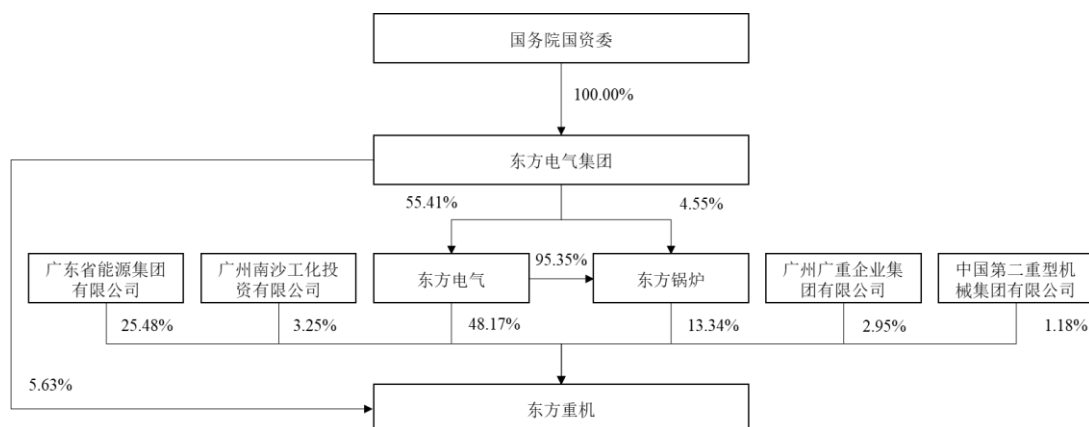 国务院国资委
100.00%
东方电气集团
55.41%
4.55%
广东省能源集团
有限公司
广州南沙工化投
资有限公司
东方电气
95.35%
东方锅炉
广州广重企业集
团有限公司
中国第二重型机
械集团有限公司
25.48%
3.25%
48.17%
13.34%
2.95%
1.18%
5.63%
东方重机